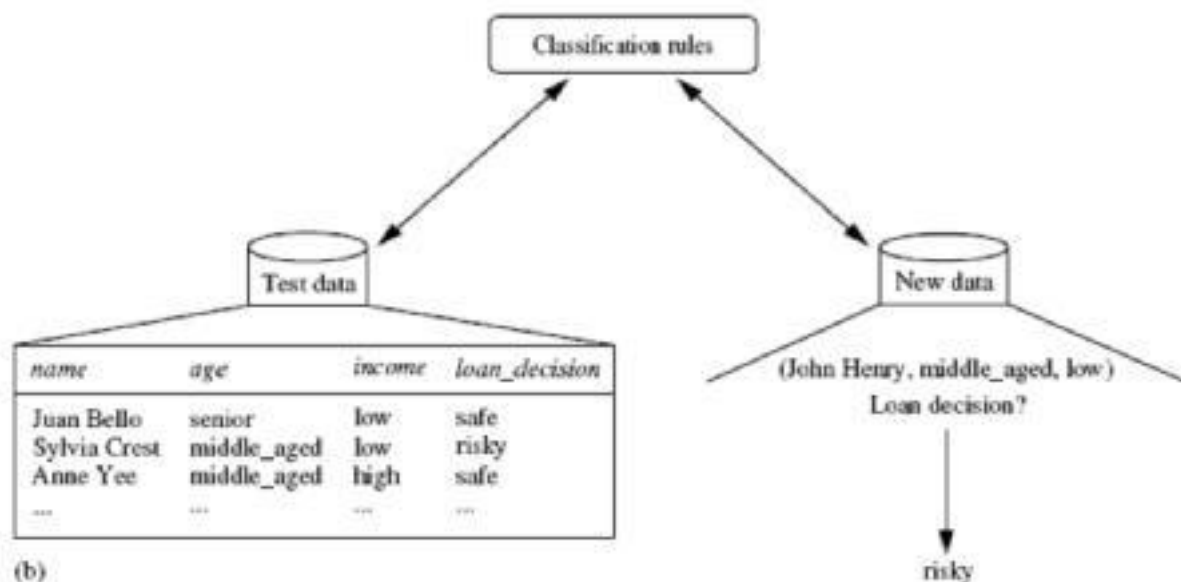 Classification rules
Test data
name age income loan_decision
Juan Bello senior low safe
Sylvia Crest middle_aged low risky
Anne Yee middle_aged high safe
... ... ... ...
New data
(John Henry, middle_aged, low)
Loan decision?
risky
(b)